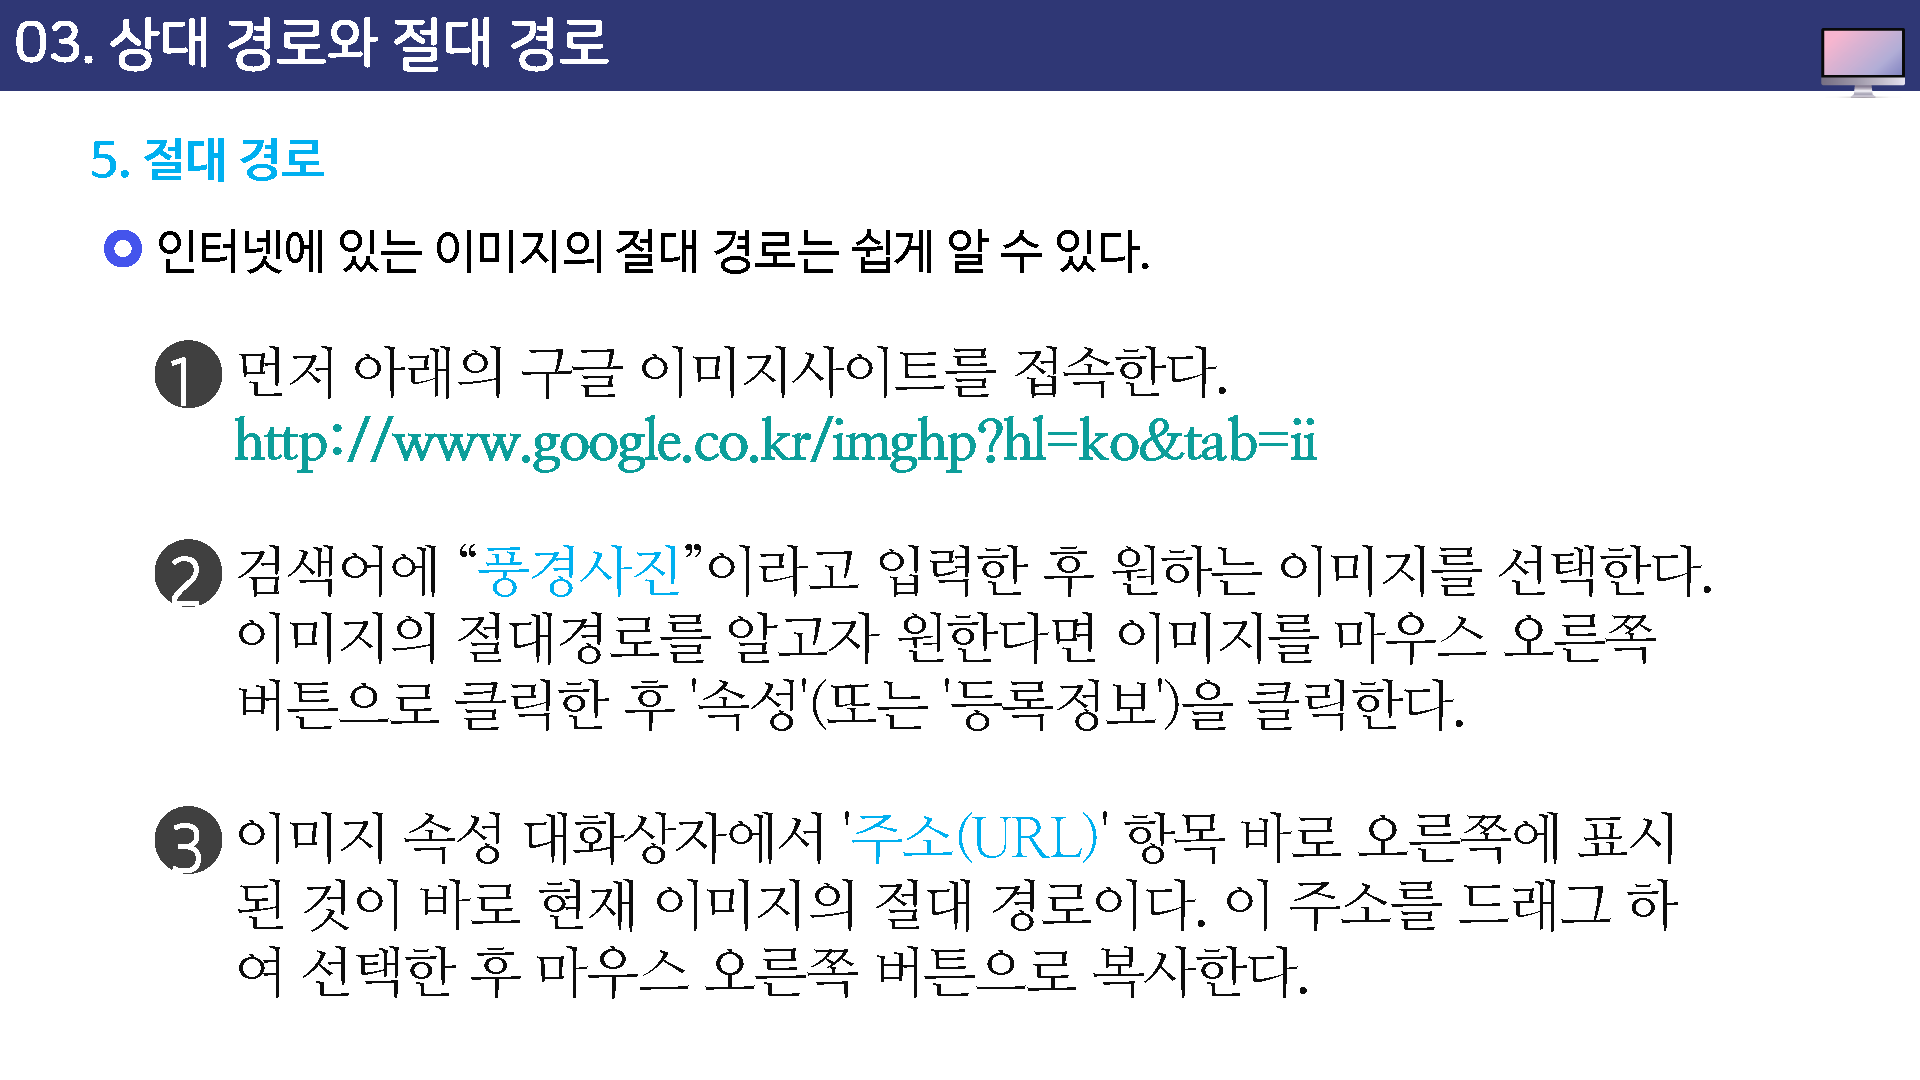 03. 상대 경로와 절대 경로
5. 절대 경로
인터넷에 있는 이미지의 절대 경로는 쉽게 알 수 있다.
1 먼저 아래의 구글 이미지사이트를 접속한다.
http://www.google.co.kr/imghp?hl=ko&tab=ii
2 검색어에 “풍경사진”이라고 입력한 후 원하는 이미지를 선택한다.
이미지의 절대경로를 알고자 원한다면 이미지를 마우스 오른쪽
버튼으로 클릭한 후 '속성'(또는 '등록정보')을 클릭한다.
3 이미지 속성 대화상자에서 '주소(URL)' 항목 바로 오른쪽에 표시
된 것이 바로 현재 이미지의 절대 경로이다. 이 주소를 드래그 하
여 선택한 후 마우스 오른쪽 버튼으로 복사한다.